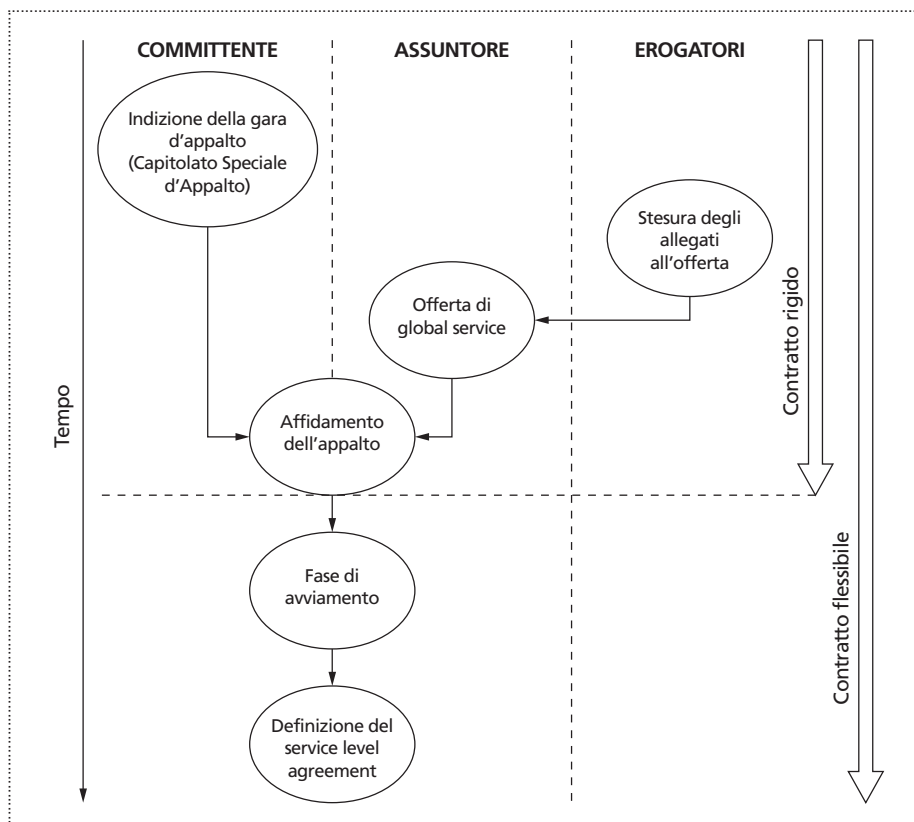 COMMITTENTE
ASSUNTORE
EROGATORI
Indizione della gara
d’appalto
(Capitolato Speciale
d’Appalto)
Stesura degli
allegati
all’offerta
Offerta di
global service
Affidamento
dell’appalto
Fase di
avviamento
Definizione del
service level
agreement
Tempo
Contratto rigido
Contratto flessibile